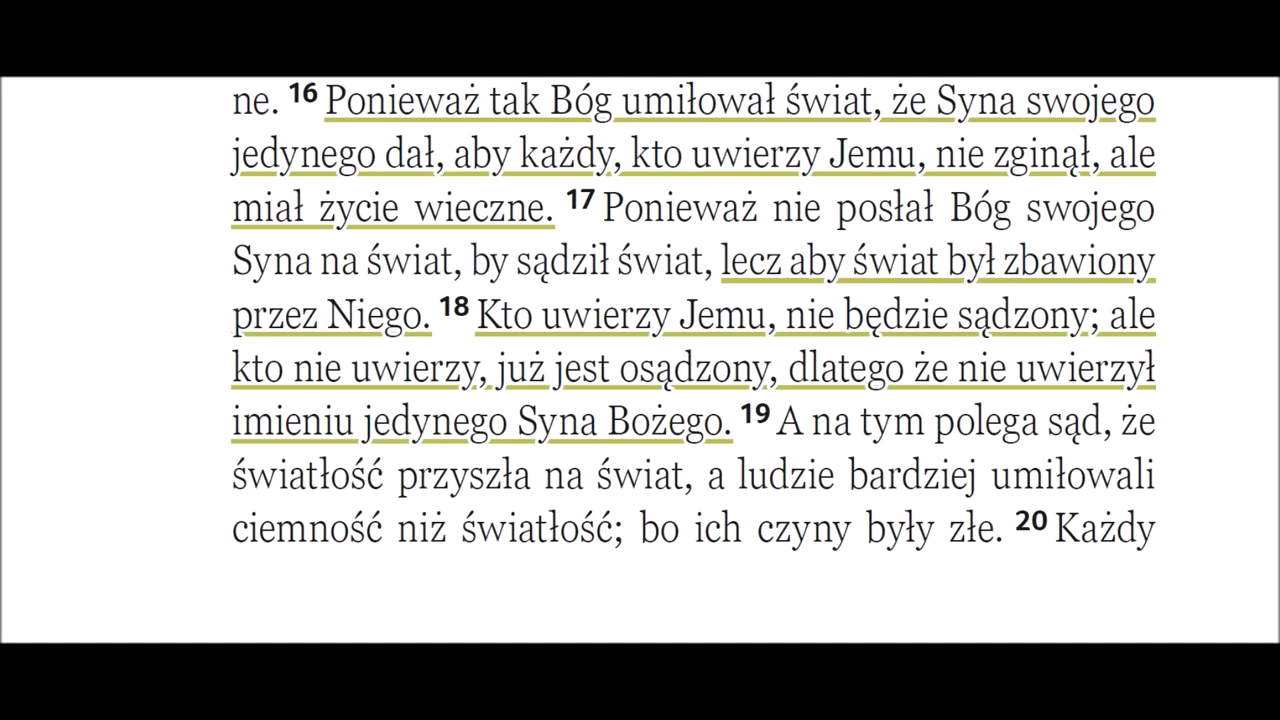 ne. 16 Ponieważ tak Bóg umiłował świat, że Syna swojego
jedynego dał, aby każdy, kto uwierzy Jemu, nie zginął, ale
miał życie wieczne. 17 Ponieważ nie posłał Bóg swojego
Syna na świat, by sądził świat, lecz aby świat był zbawiony
przez Niego. 18 Kto uwierzy Jemu, nie będzie sądzony; ale
kto nie uwierzy, już jest osądzony, dlatego że nie uwierzył
imieniu jedynego Syna Bożego. 19 A na tym polega sąd, że
światłość przyszła na świat, a ludzie bardziej umiłowali
ciemność niż światłość; bo ich czyny były złe. 20 Każdy